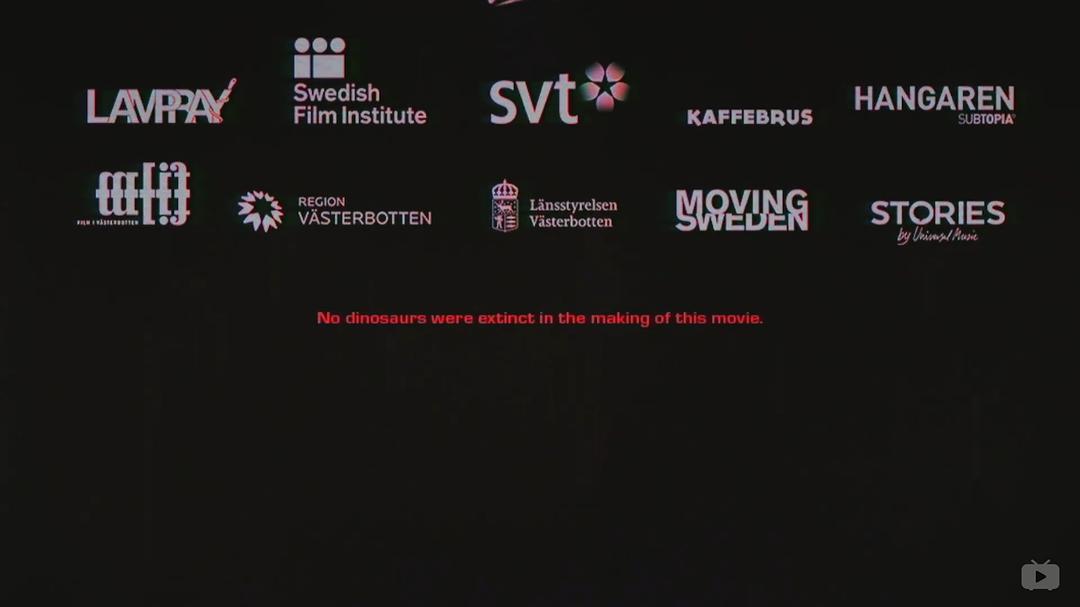 LAMPRAY
Swedish
Film Institute
svt
KAFFEBRUS
HANGAREN
SUBTOPIA
FILM I VÄSTERBOTTEN
REGION
VÄSTERBOTTEN
Länsstyrelsen
Västerbotten
MOVING
SWEDEN
STORIES
by Universal Music
No dinosaurs were extinct in the making of this movie.